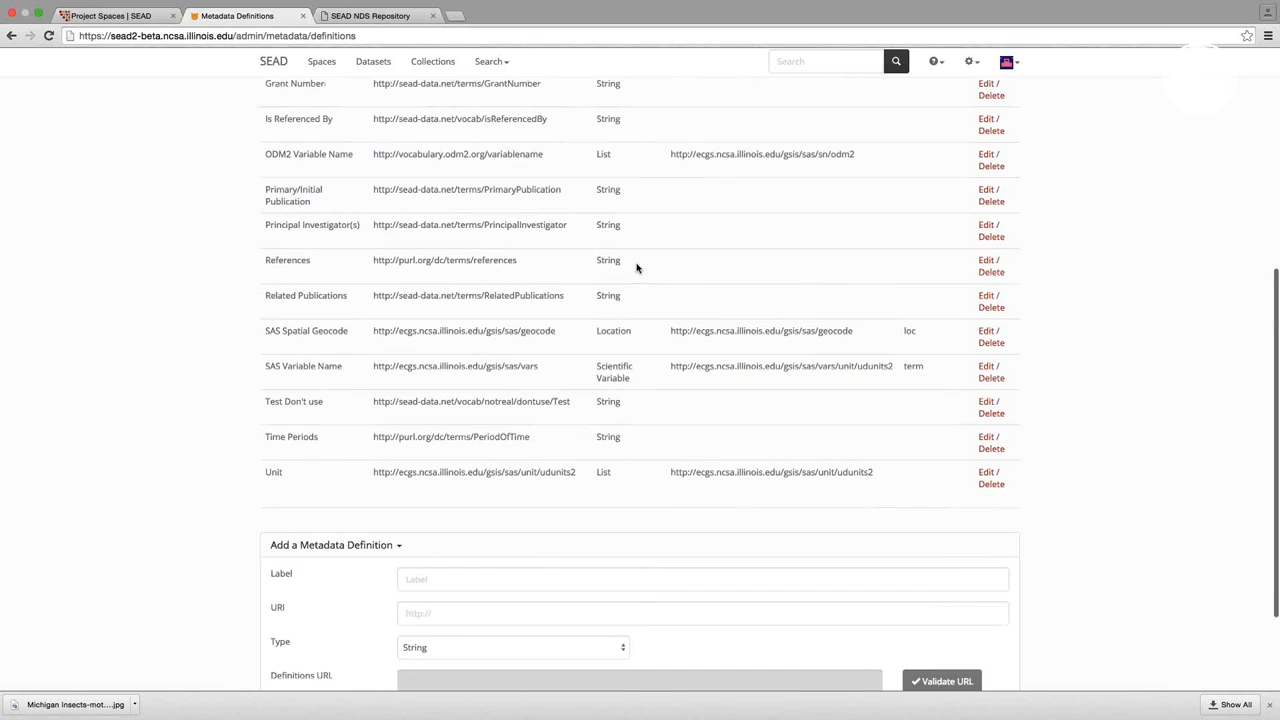 Project Spaces | SEAD
Metadata Definitions
SEAD NDS Repository
https://sead2-beta.ncsa.illinois.edu/admin/metadata/definitions
SEAD Spaces Datasets Collections Search Search
Grant Number http://sead-data.net/terms/GrantNumber String Edit /
Delete
Is Referenced By http://sead-data.net/vocab/isReferencedBy String Edit /
Delete
ODM2 Variable Name http://vocabulary.odm2.org/variablename List http://ecgs.ncsa.illinois.edu/gsis/sas/sn/odm2 Edit /
Delete
Primary/Initial http://sead-data.net/terms/PrimaryPublication String Edit /
Publication Delete
Principal Investigator(s) http://sead-data.net/terms/PrincipalInvestigator String Edit /
Delete
References http://purl.org/dc/terms/references String Edit /
Delete
Related Publications http://sead-data.net/terms/RelatedPublications String Edit /
Delete
SAS Spatial Geocode http://ecgs.ncsa.illinois.edu/gsis/sas/geocode Location http://ecgs.ncsa.illinois.edu/gsis/sas/geocode loc Edit /
Delete
SAS Variable Name http://ecgs.ncsa.illinois.edu/gsis/sas/vars Scientific http://ecgs.ncsa.illinois.edu/gsis/sas/vars/unit/udunits2 term Edit /
Variable Delete
Test Don't use http://sead-data.net/vocab/notreal/dontuse/Test String Edit /
Delete
Time Periods http://purl.org/dc/terms/PeriodOfTime String Edit /
Delete
Unit http://ecgs.ncsa.illinois.edu/gsis/sas/unit/udunits2 List http://ecgs.ncsa.illinois.edu/gsis/sas/unit/udunits2 Edit /
Delete
Add a Metadata Definition
Label Label
URI http://
Type String
Definitions URL Validate URL
Michigan Insects-mot....jpg Show All